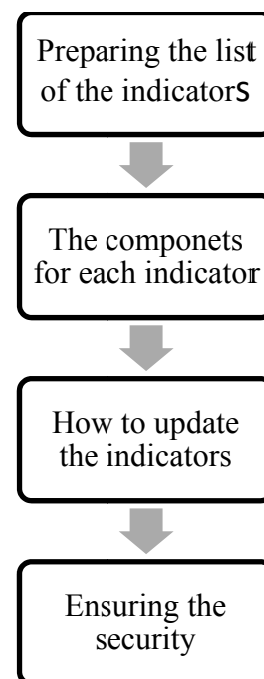 Preparing the list
of the indicators
The componets
for each indicator
How to update
the indicators
Ensuring the
security